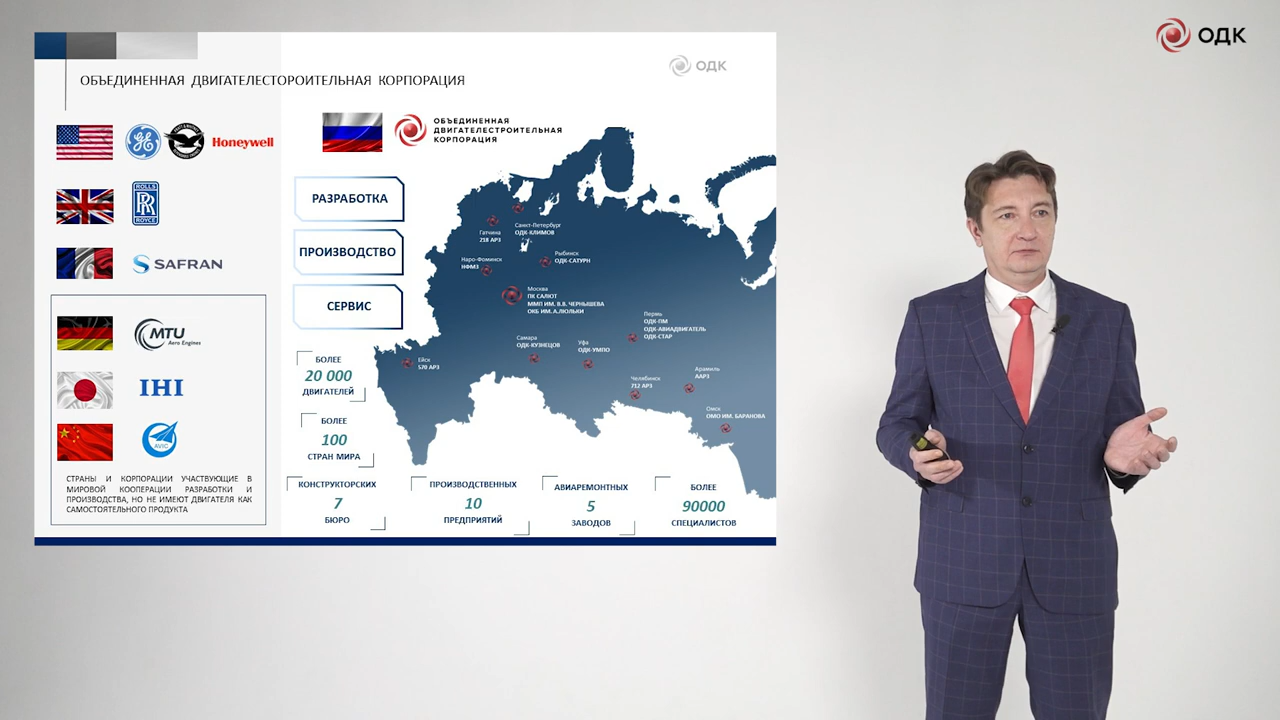 ОДК
ОДК
ОБЪЕДИНЕННАЯ ДВИГАТЕЛЕСТОРОИТЕЛЬНАЯ КОРПОРАЦИЯ
GE
Honeywell
ROLLS
RR
ROYCE
SAFRAN
MTU
Aero Engines
IHI
AVIC
СТРАНЫ И КОРПОРАЦИИ УЧАСТВУЮЩИЕ В
МИРОВОЙ КООПЕРАЦИИ РАЗРАБОТКИ И
ПРОИЗВОДСТВА, НО НЕ ИМЕЮТ ДВИГАТЕЛЯ КАК
САМОСТОЯТЕЛЬНОГО ПРОДУКТА
ОБЪЕДИНЕННАЯ
ДВИГАТЕЛЕСТРОИТЕЛЬНАЯ
КОРПОРАЦИЯ
РАЗРАБОТКА
ПРОИЗВОДСТВО
СЕРВИС
Гатчина
218 АРЗ
Санкт-Петербург
ОДК-КЛИМОВ
Наро-Фоминск
НФМЗ
Рыбинск
ОДК-САТУРН
Москва
ПК САЛЮТ
ММП ИМ. В.В. ЧЕРНЫШЕВА
ОКБ ИМ. А.ЛЮЛЬКИ
Пермь
ОДК-ПМ
ОДК-АВИАДВИГАТЕЛЬ
ОДК-СТАР
Самара
ОДК-КУЗНЕЦОВ
Уфа
ОДК-УМПО
Ейск
570 АРЗ
Челябинск
712 АРЗ
Арамиль
ААРЗ
Омск
ОМО ИМ. БАРАНОВА
БОЛЕЕ
20 000
ДВИГАТЕЛЕЙ
БОЛЕЕ
100
СТРАН МИРА
КОНСТРУКТОРСКИХ
7
БЮРО
ПРОИЗВОДСТВЕННЫХ
10
ПРЕДПРИЯТИЙ
АВИАРЕМОНТНЫХ
5
ЗАВОДОВ
БОЛЕЕ
90000
СПЕЦИАЛИСТОВ